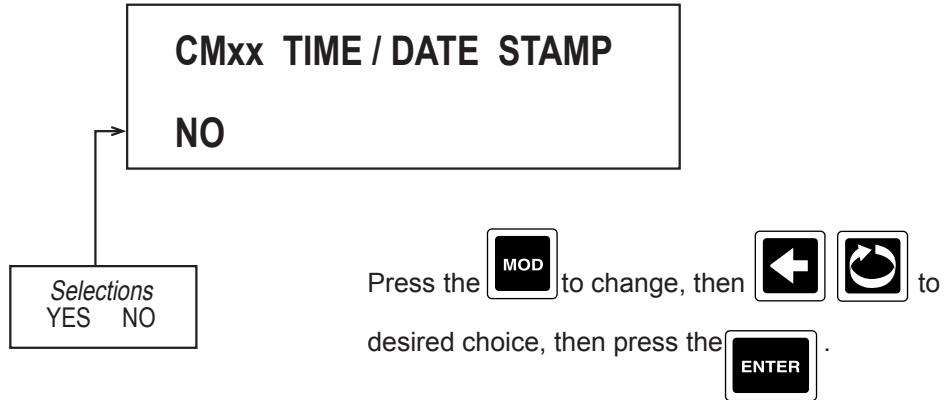 CMxx TIME / DATE STAMP
NO
Selections
YES NO
Press the MOD to change, then to
desired choice, then press the ENTER .